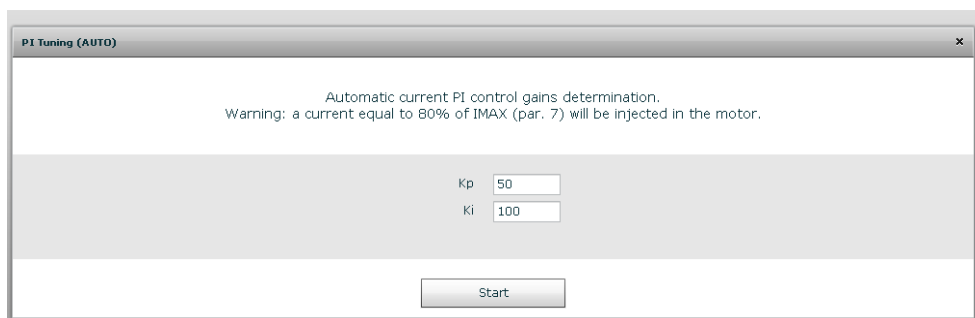 PI Tuning (AUTO) x
Automatic current PI control gains determination.
Warning: a current equal to 80% of IMAX (par. 7) will be injected in the motor.
Kp 50
Ki 100
Start